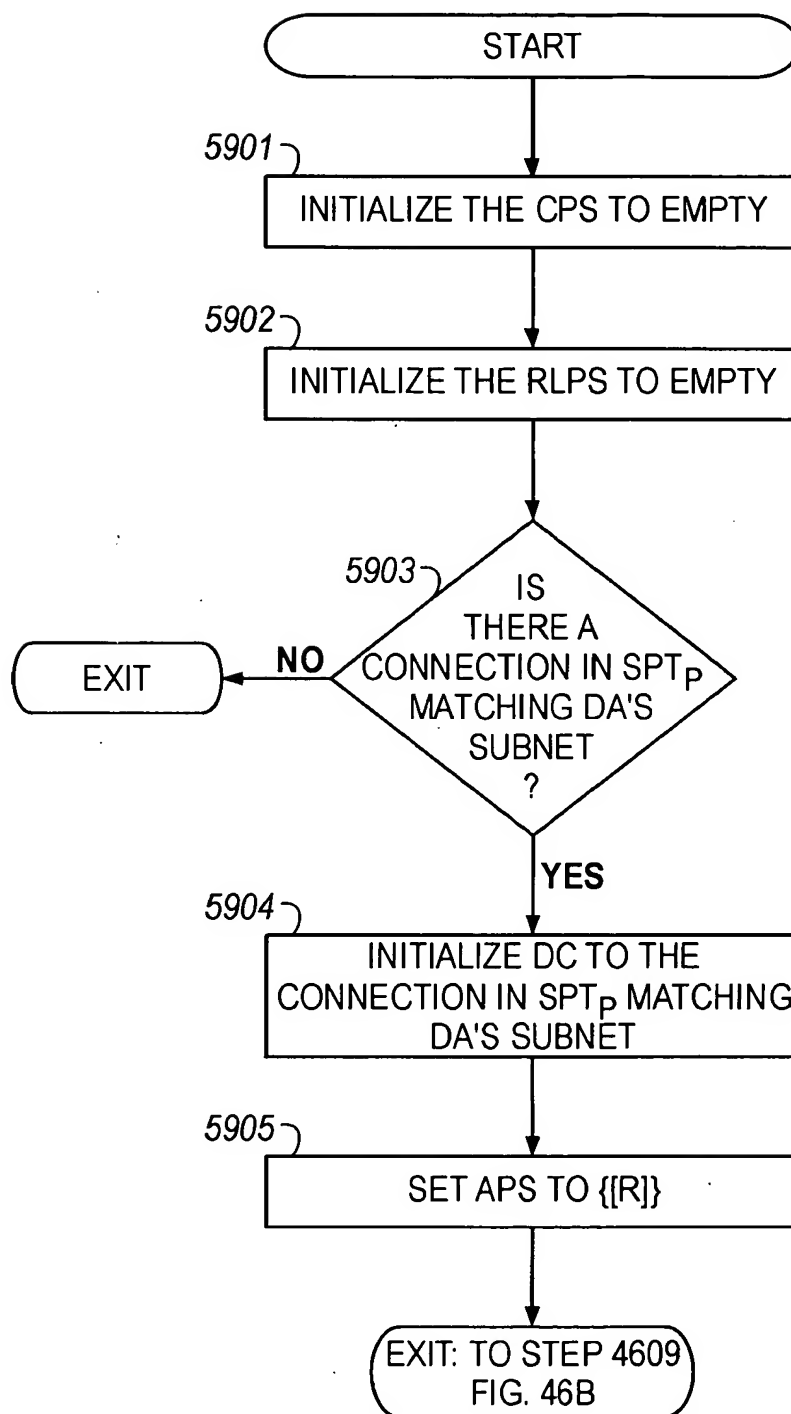 START
5901
INITIALIZE THE CPS TO EMPTY
5902
INITIALIZE THE RLPS TO EMPTY
5903
IS
THERE A
CONNECTION IN SPTP
MATCHING DA'S
SUBNET
?
NO
EXIT
YES
5904
INITIALIZE DC TO THE
CONNECTION IN SPTP MATCHING
DA'S SUBNET
5905
SET APS TO {[R]}
EXIT: TO STEP 4609
FIG. 46B